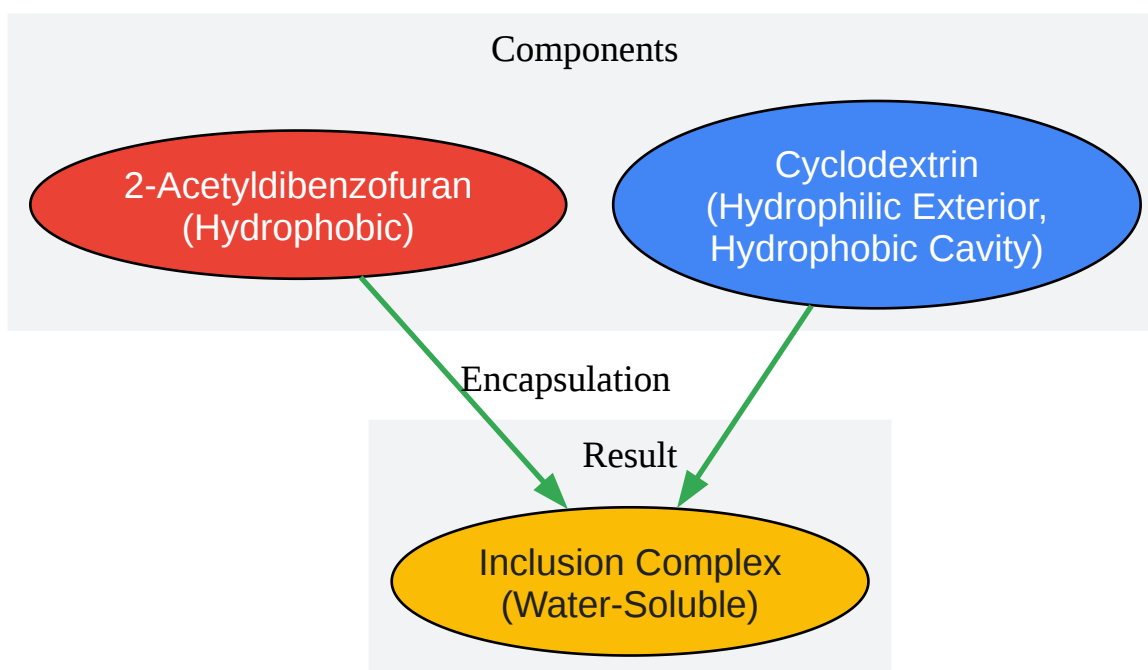 Components
2-Acetyldibenzofuran
(Hydrophobic)
Cyclodextrin
(Hydrophilic Exterior,
Hydrophobic Cavity)
Encapsulation
Result
Inclusion Complex
(Water-Soluble)